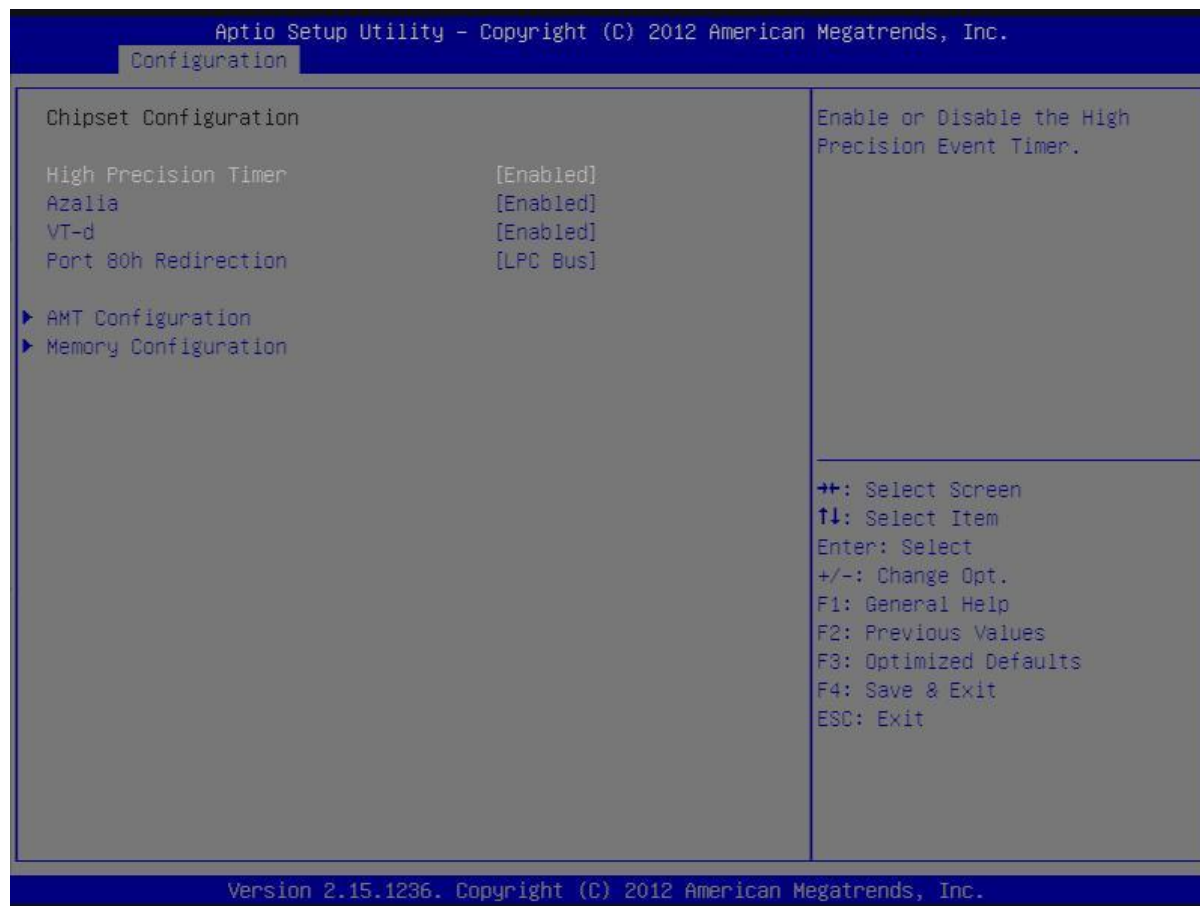 Aptio Setup Utility – Copyright (C) 2012 American Megatrends, Inc.
Configuration
Chipset Configuration
High Precision Timer [Enabled]
Azalia [Enabled]
VT-d [Enabled]
Port 80h Redirection [LPC Bus]
► AMT Configuration
► Memory Configuration
Enable or Disable the High
Precision Event Timer.
→←: Select Screen
↑↓: Select Item
Enter: Select
+/-: Change Opt.
F1: General Help
F2: Previous Values
F3: Optimized Defaults
F4: Save & Exit
ESC: Exit
Version 2.15.1236. Copyright (C) 2012 American Megatrends, Inc.